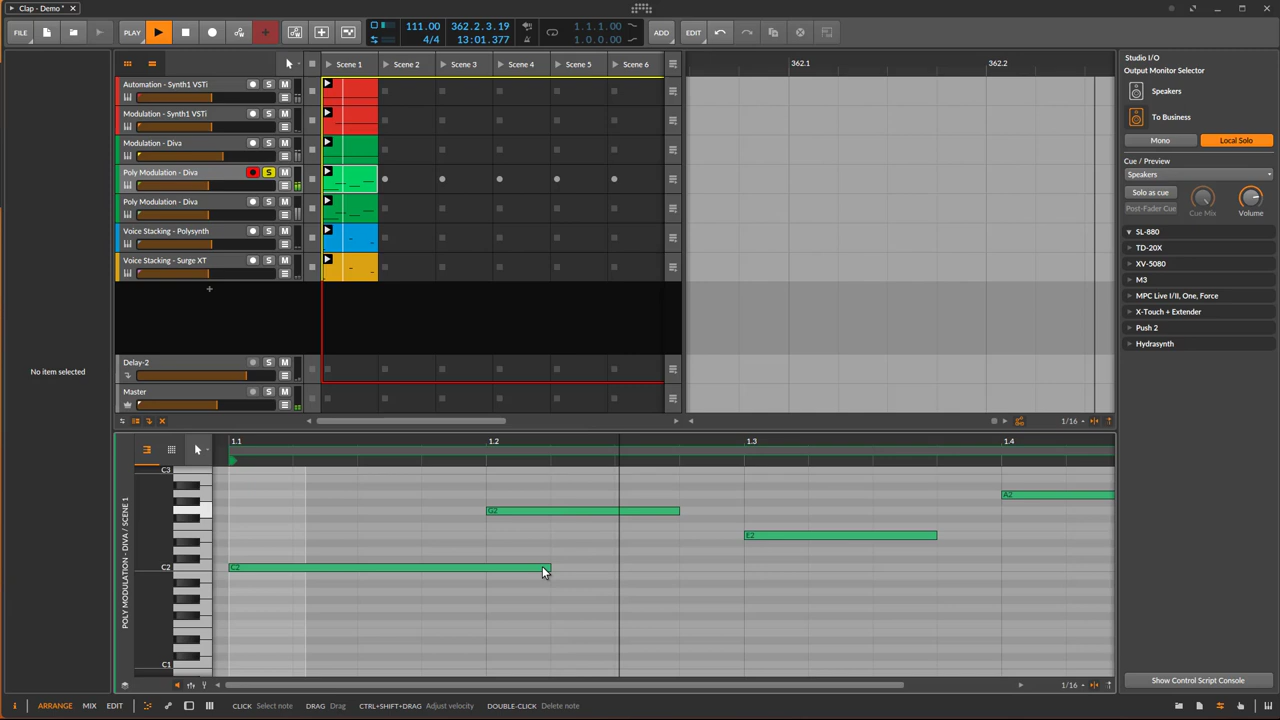 Clap - Demo *
FILE PLAY 111.00 4/4 362.2.3.19 13:01.377 1.1.1.00 1.0.0.00 ADD EDIT
Scene 1 Scene 2 Scene 3 Scene 4 Scene 5 Scene 6
362.1 362.2
Automation - Synth1 VSTi
S M
Modulation - Synth1 VSTi
S M
Modulation - Diva
S M
Poly Modulation - Diva
S M
Poly Modulation - Diva
S M
Voice Stacking - Polysynth
S M
Voice Stacking - Surge XT
S M
+
Delay-2
S M
Master
S M
1/16
No item selected
Studio I/O
Output Monitor Selector
Speakers
To Business
Mono Local Solo
Cue / Preview
Speakers
Solo as cue
Post-Fader Cue
Cue Mix Volume
SL-880
TD-20X
XV-5080
M3
MPC Live I/II, One, Force
X-Touch + Extender
Push 2
Hydrasynth
Show Control Script Console
POLY MODULATION - DIVA / SCENE 1
1.1 1.2 1.3 1.4
C3
A2
G2
E2
C2 C2
C1
1/16
i ARRANGE MIX EDIT CLICK Select note DRAG Drag CTRL+SHIFT+DRAG Adjust velocity DOUBLE-CLICK Delete note